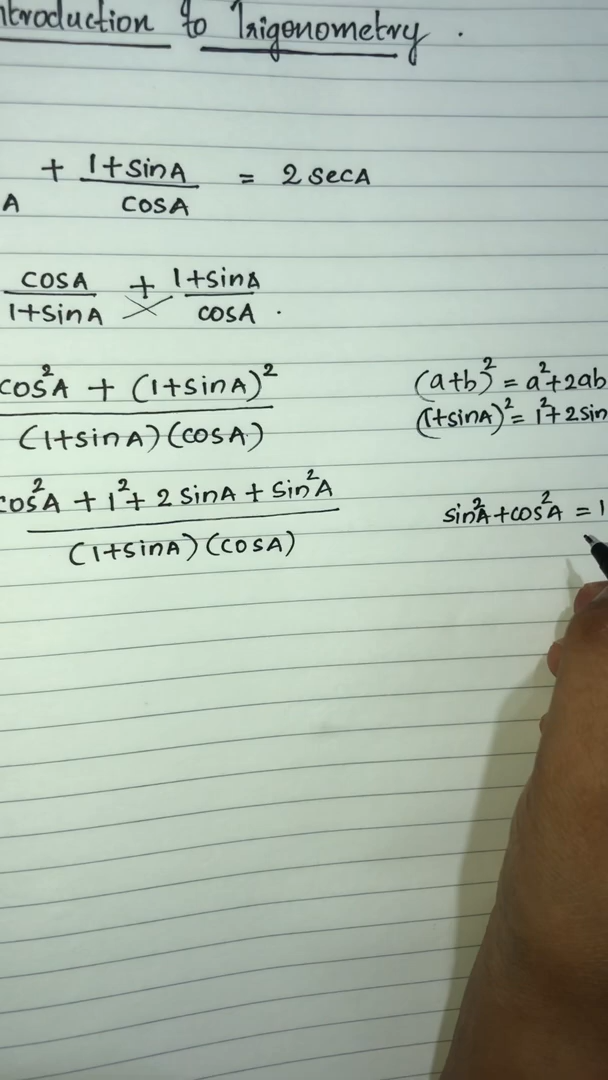 ntroduction to Trigonometry.
+ 1+sinA/cosA = 2 secA
A
cosA/1+sinA + 1+sinA/cosA.
cos²A + (1+sinA)²/(1+sinA)(cosA)
(a+b)² = a²+2ab
(1+sinA)² = 1²+2sin
cos²A + 1² + 2 sinA + sin²A/(1+sinA)(cosA)
sin²A + cos²A = 1